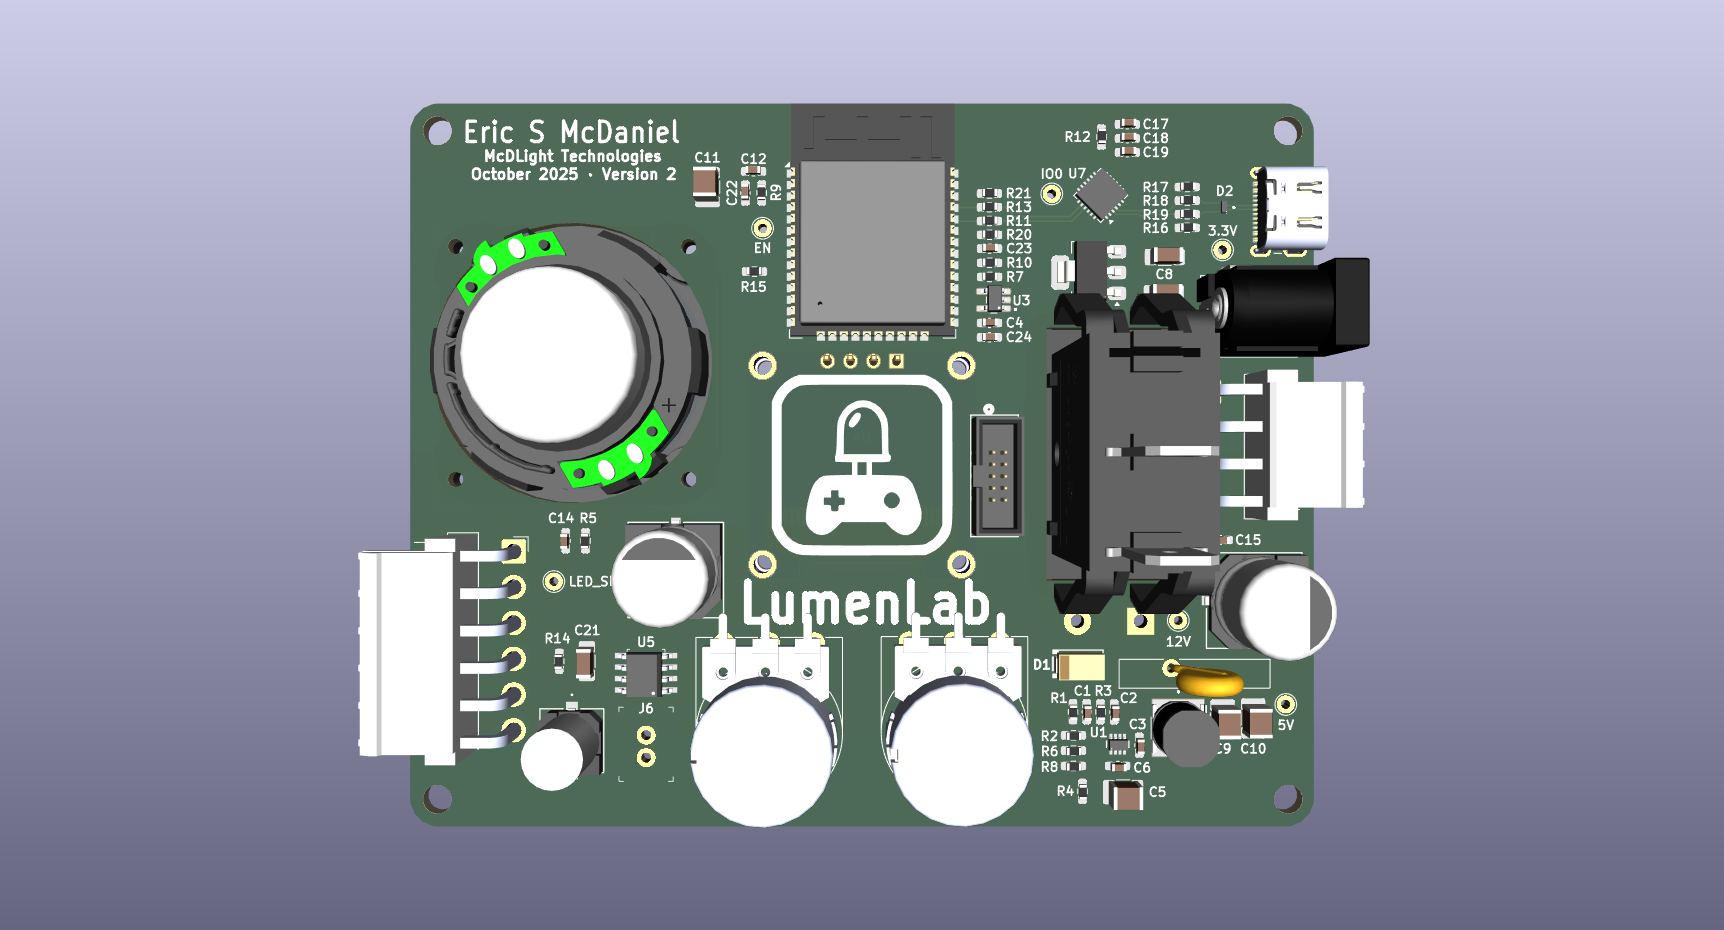 Eric S McDaniel
McDLight Technologies
October 2025 · Version 2
C11
C12
C22
R9
EN
R15
R21
R13
R11
R20
C23
R10
R7
U3
C4
C24
IO0 U7
R12
C17
C18
C19
R17
R18
R19
R16
D2
3.3V
C8
C14 R5
LED_SI
R14
C21
U5
J6
LumenLab
C15
12V
D1
R1 C1 R3 C2
U1
C3
R2
R6
R8
C6
R4
C5
C9
C10
5V